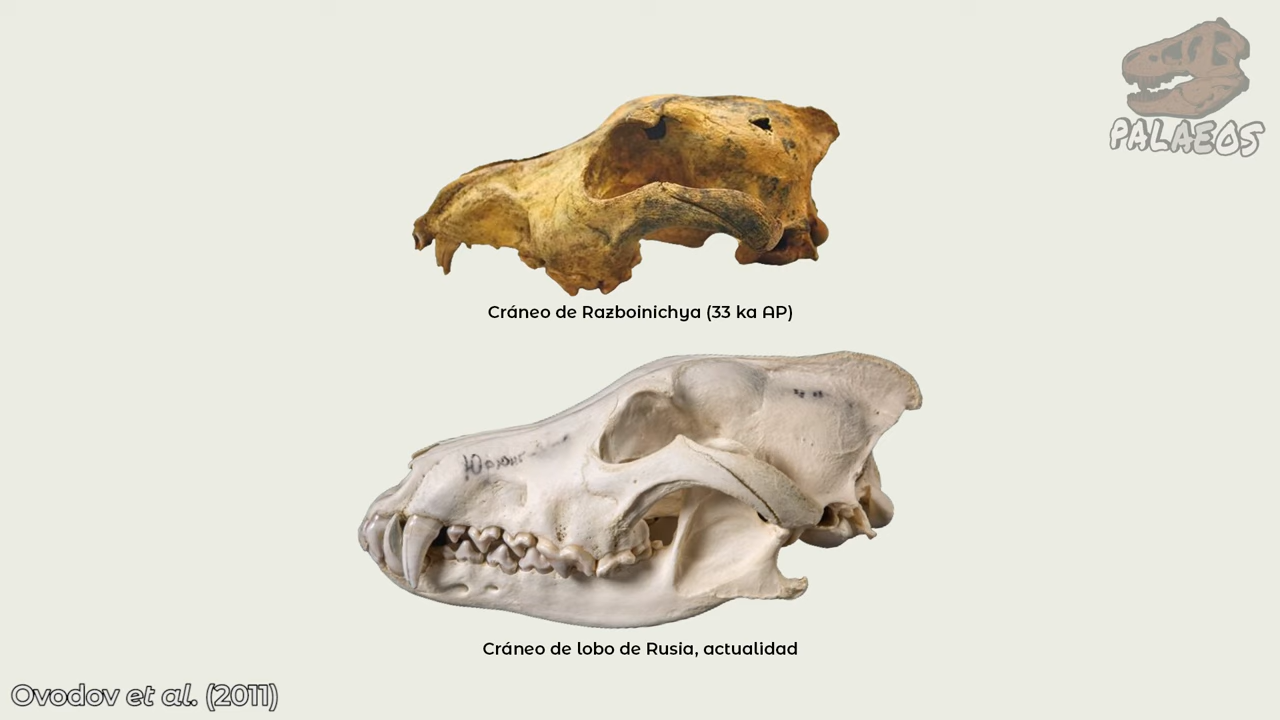 PALAEOS
Cráneo de Razboinichya (33 ka AP)
Cráneo de lobo de Rusia, actualidad
Ovodov et al. (2011)